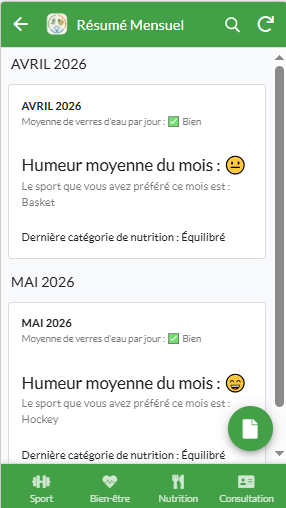 Résumé Mensuel
AVRIL 2026
AVRIL 2026
Moyenne de verres d'eau par jour : ✅ Bien
Humeur moyenne du mois : 😐
Le sport que vous avez préféré ce mois est :
Basket
Dernière catégorie de nutrition : Équilibré
MAI 2026
MAI 2026
Moyenne de verres d'eau par jour : ✅ Bien
Humeur moyenne du mois : 😄
Le sport que vous avez préféré ce mois est :
Hockey
Dernière catégorie de nutrition : Équilibré
Sport
Bien-être
Nutrition
Consultation